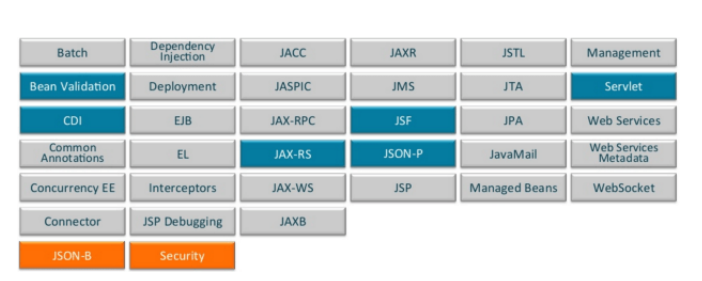 Batch
Dependency
Injection
JACC
JAXR
JSTL
Management
Bean Validation
Deployment
JASPIC
JMS
JTA
Servlet
CDI
EJB
JAX-RPC
JSF
JPA
Web Services
Common
Annotations
EL
JAX-RS
JSON-P
JavaMail
Web Services
Metadata
Concurrency EE
Interceptors
JAX-WS
JSP
Managed Beans
WebSocket
Connector
JSP Debugging
JAXB
JSON-B
Security